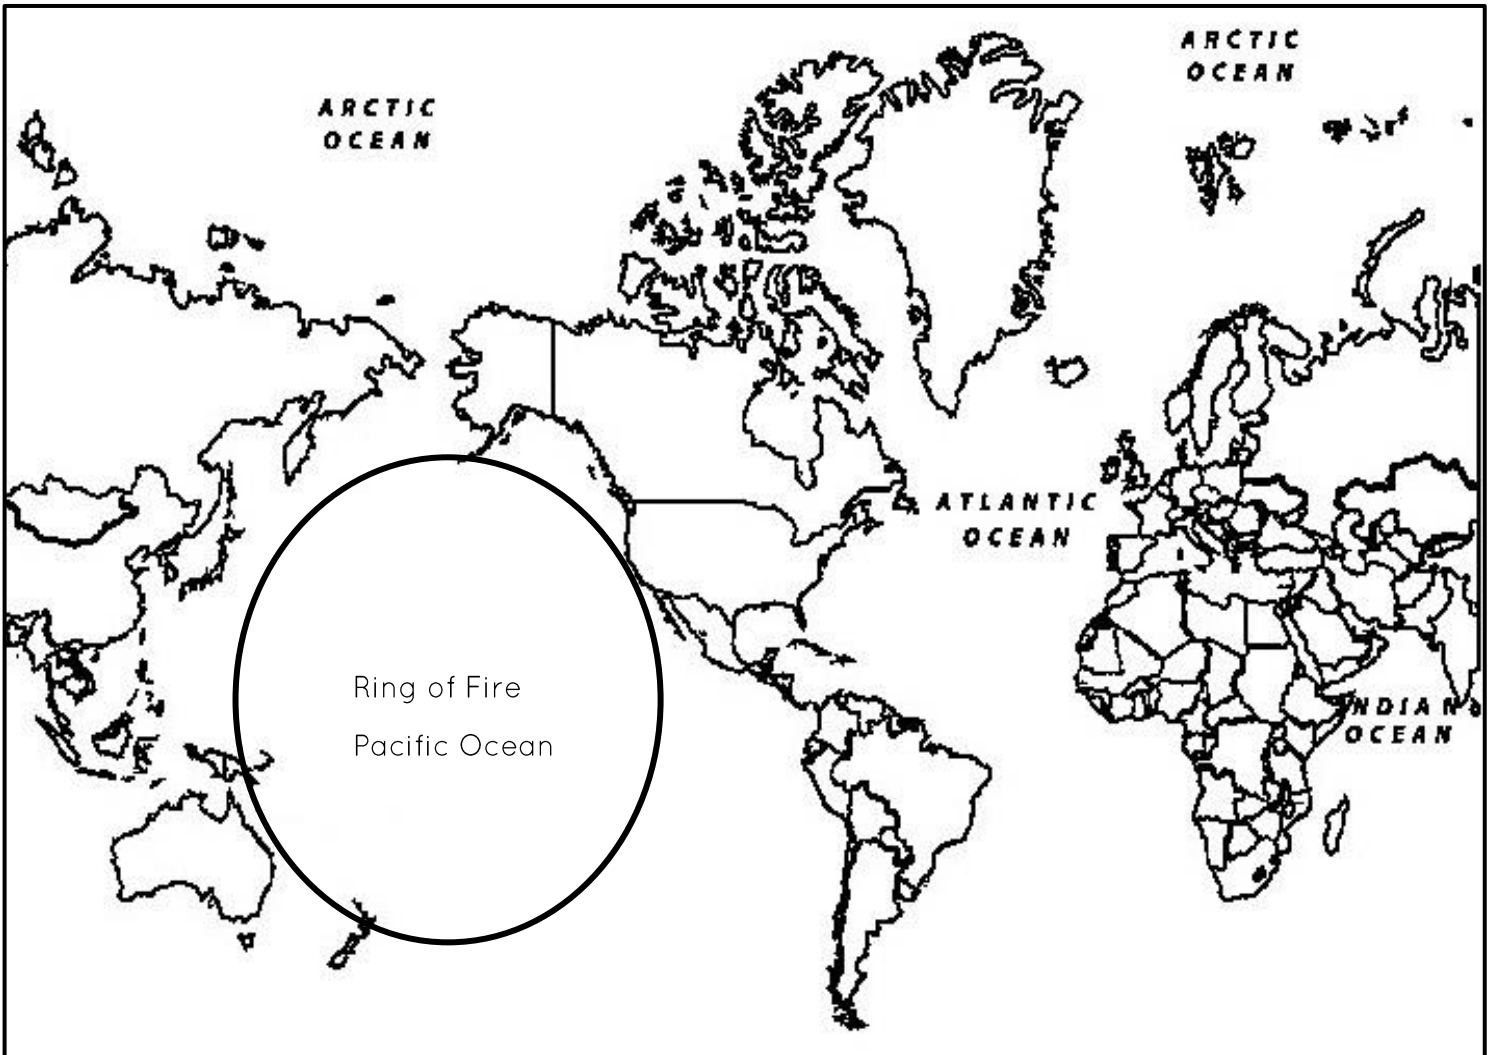 ARCTIC
OCEAN
ARCTIC
OCEAN
ATLANTIC
OCEAN
Ring of Fire
Pacific Ocean
INDIAN
OCEAN